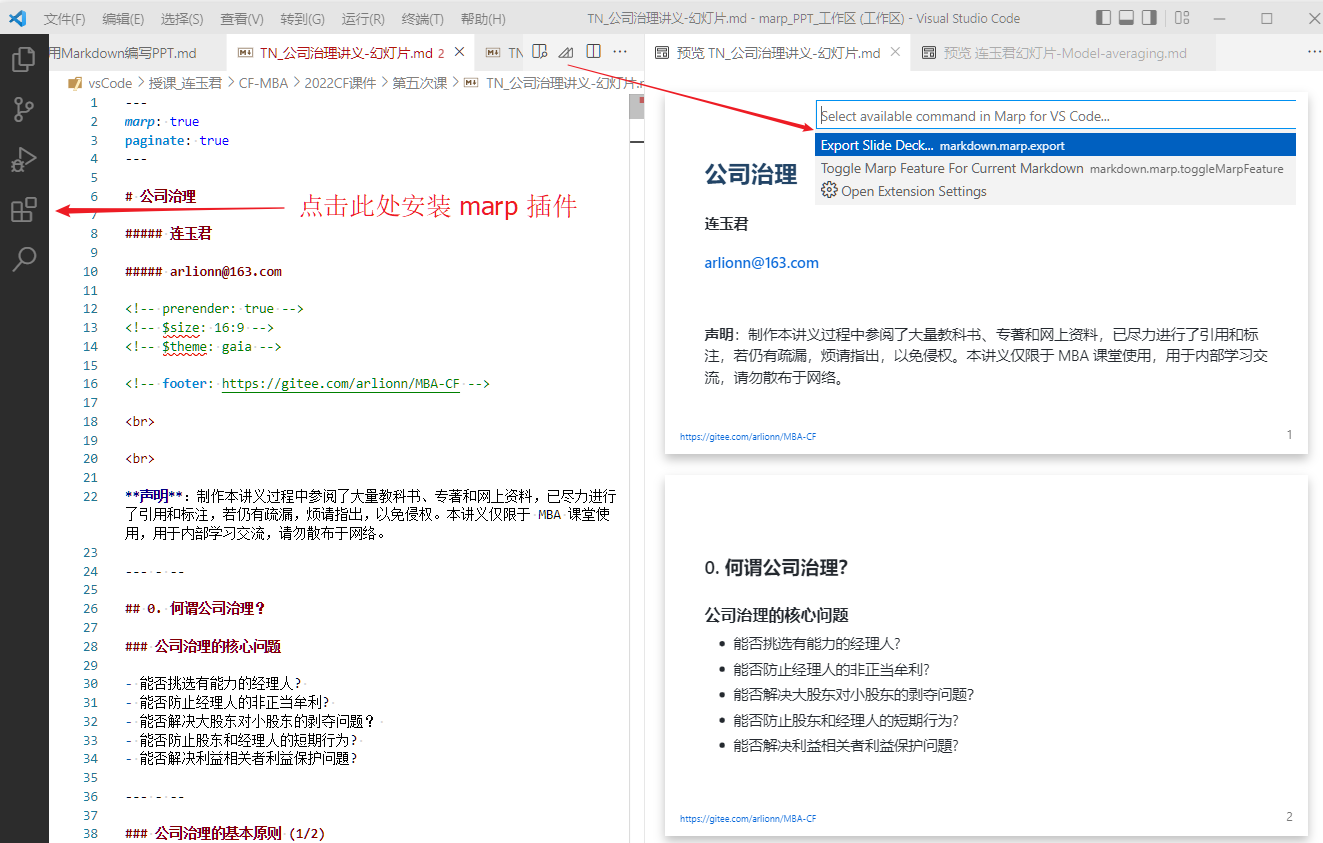 文件(F) 编辑(E) 选择(S) 查看(V) 转到(G) 运行(R) 终端(T) 帮助(H) TN_公司治理讲义-幻灯片.md - marp_PPT_工作区 (工作区) - Visual Studio Code
用Markdown编写PPT.md TN_公司治理讲义-幻灯片.md 2 TN ···
vsCode > 授课_连玉君 > CF-MBA > 2022CF课件 > 第五次课 > TN_公司治理讲义-幻灯片.
1 ---
2 marp: true
3 paginate: true
4 ---
5
6 # 公司治理
7
点击此处安装 marp 插件
8 ##### 连玉君
9
10 ##### arlionn@163.com
11
12 <!-- prerender: true -->
13 <!-- $size: 16:9 -->
14 <!-- $theme: gaia -->
15
16 <!-- footer: https://gitee.com/arlionn/MBA-CF -->
17
18 <br>
19
20 <br>
21
22 **声明**：制作本讲义过程中参阅了大量教科书、专著和网上资料，已尽力进行
了引用和标注，若仍有疏漏，烦请指出，以免侵权。本讲义仅限于 MBA 课堂使
用，用于内部学习交流，请勿散布于网络。
23
24 --- - --
25
26 ## 0. 何谓公司治理？
27
28 ### 公司治理的核心问题
29
30 - 能否挑选有能力的经理人?
31 - 能否防止经理人的非正当牟利?
32 - 能否解决大股东对小股东的剥夺问题？
33 - 能否防止股东和经理人的短期行为?
34 - 能否解决利益相关者利益保护问题?
35
36 --- - --
37
38 ### 公司治理的基本原则 (1/2)
预览 TN_公司治理讲义-幻灯片.md 预览 连玉君幻灯片-Model-averaging.md ···
Select available command in Marp for VS Code...
Export Slide Deck... markdown.marp.export
Toggle Marp Feature For Current Markdown markdown.marp.toggleMarpFeature
Open Extension Settings
公司治理
连玉君
arlionn@163.com
声明：制作本讲义过程中参阅了大量教科书、专著和网上资料，已尽力进行了引用和标
注，若仍有疏漏，烦请指出，以免侵权。本讲义仅限于 MBA 课堂使用，用于内部学习交
流，请勿散布于网络。
https://gitee.com/arlionn/MBA-CF 1
0. 何谓公司治理？
公司治理的核心问题
• 能否挑选有能力的经理人?
• 能否防止经理人的非正当牟利?
• 能否解决大股东对小股东的剥夺问题?
• 能否防止股东和经理人的短期行为?
• 能否解决利益相关者利益保护问题?
https://gitee.com/arlionn/MBA-CF 2